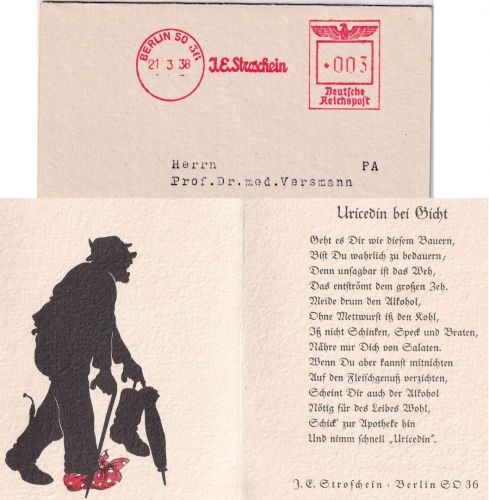 BERLIN SO 36
21 3 38
J.E.Stroschein
003
Deutsche
Reichspost
Herrn PA
Prof.Dr.med.Versmann
Uricedin bei Gicht
Geht es Dir wie diesem Bauern,
Bist Du wahrlich zu bedauern;
Denn unsagbar ist das Weh,
Das entströmt dem großen Zeh.
Meide drum den Alkohol,
Ohne Mettwurst iß den Kohl,
Iß nicht Schinken, Speck und Braten,
Nähre nur Dich von Salaten.
Wenn Du aber kannst mitnichten
Auf den Fleischgenuß verzichten,
Scheint Dir auch der Alkohol
Nötig für des Leibes Wohl,
Schick' zur Apotheke hin
Und nimm schnell „Uricedin".
J. E. Stroschein · Berlin SO 36